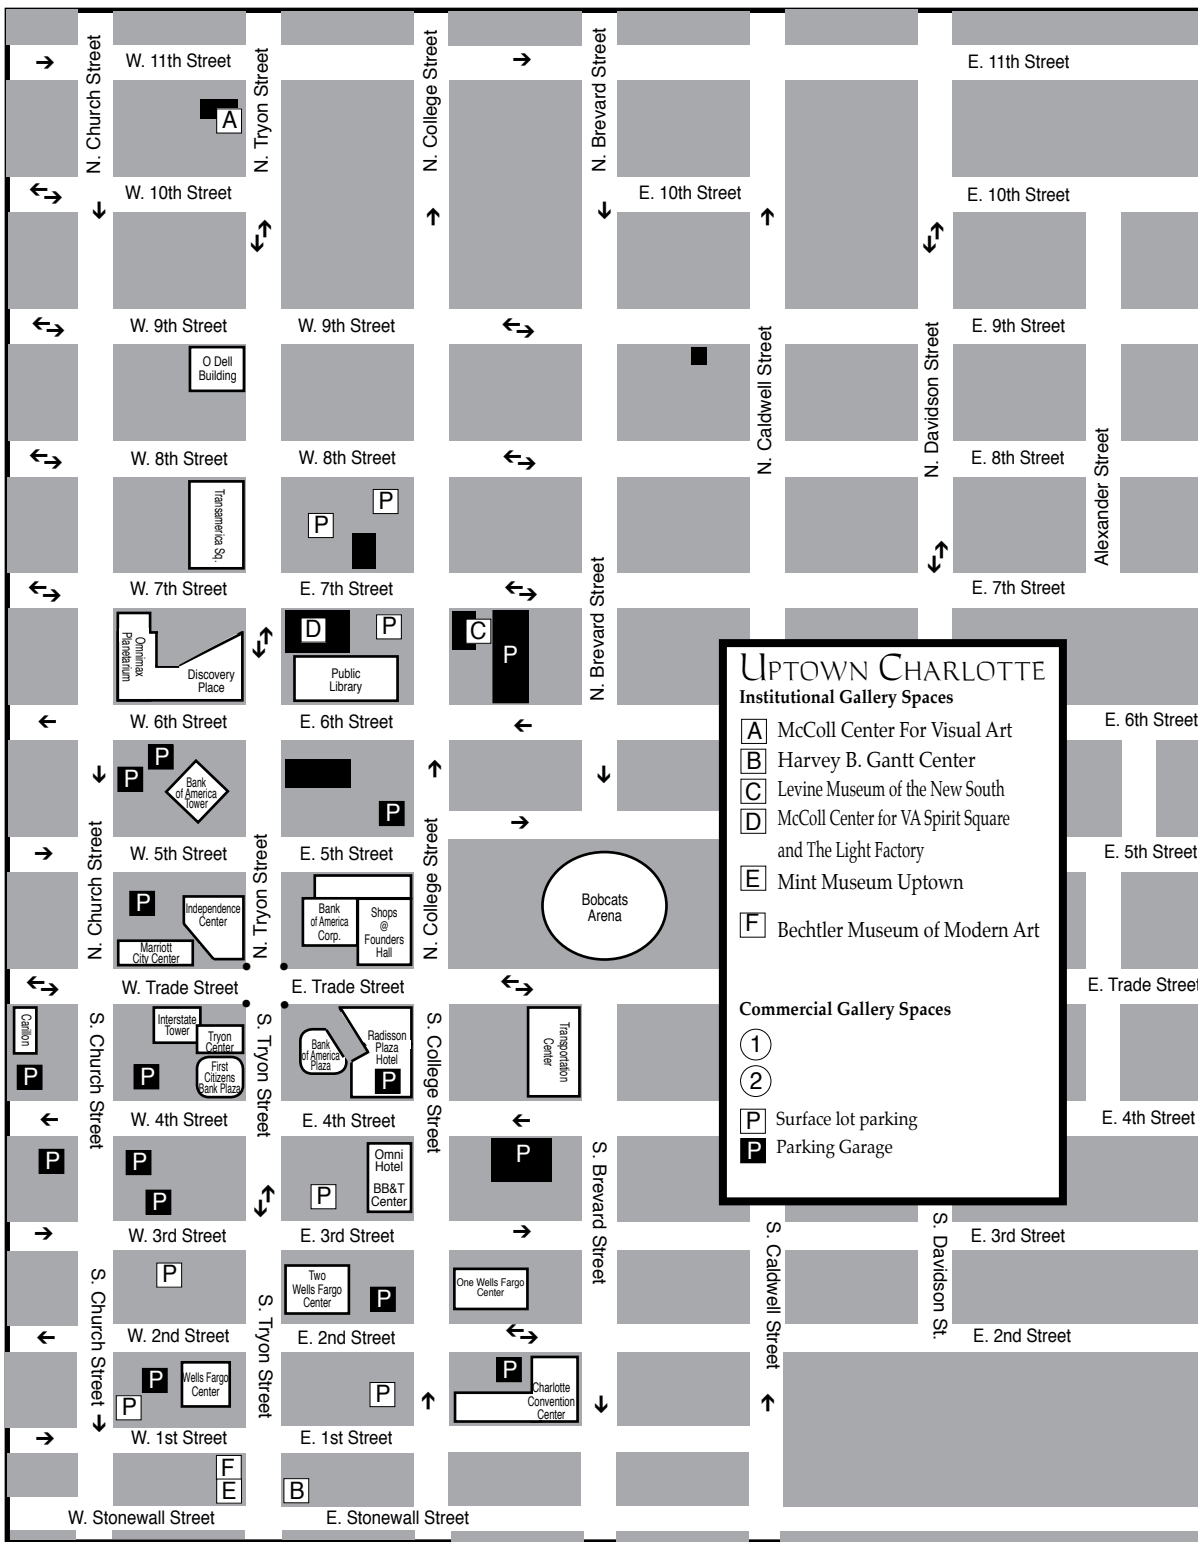 N. Church Street
N. Tryon Street
N. College Street
N. Brevard Street
W. 11th Street
E. 11th Street
A
W. 10th Street
E. 10th Street
E. 10th Street
W. 9th Street
W. 9th Street
E. 9th Street
O Dell
Building
N. Caldwell Street
N. Davidson Street
W. 8th Street
W. 8th Street
E. 8th Street
Alexander Street
Transamerica Sq.
P
P
W. 7th Street
E. 7th Street
E. 7th Street
N. Brevard Street
Omnimax
Planetarium
Discovery
Place
D
P
Public
Library
C
P
W. 6th Street
E. 6th Street
E. 6th Street
P
P
Bank
of America
Tower
P
N. Church Street
N. Tryon Street
N. College Street
W. 5th Street
E. 5th Street
E. 5th Street
P
Independence
Center
Marriott
City Center
Bank
of America
Corp.
Shops
@
Founders
Hall
Bobcats
Arena
W. Trade Street
E. Trade Street
E. Trade Street
Carillon
P
S. Church Street
Interstate
Tower
Tryon
Center
P
First
Citizens
Bank Plaza
S. Tryon Street
Bank
of America
Plaza
Radisson
Plaza
Hotel
P
S. College Street
Transportation
Center
W. 4th Street
E. 4th Street
E. 4th Street
P
P
P
P
Omni
Hotel
BB&T
Center
P
S. Brevard Street
W. 3rd Street
E. 3rd Street
E. 3rd Street
S. Caldwell Street
S. Davidson St.
S. Church Street
P
S. Tryon Street
Two
Wells Fargo
Center
P
One Wells Fargo
Center
W. 2nd Street
E. 2nd Street
E. 2nd Street
P
P
Wells Fargo
Center
P
P
Charlotte
Convention
Center
W. 1st Street
E. 1st Street
F
E
B
W. Stonewall Street
E. Stonewall Street
UPTOWN CHARLOTTE
Institutional Gallery Spaces
A McColl Center For Visual Art
B Harvey B. Gantt Center
C Levine Museum of the New South
D McColl Center for VA Spirit Square
and The Light Factory
E Mint Museum Uptown
F Bechtler Museum of Modern Art
Commercial Gallery Spaces
1
2
P Surface lot parking
P Parking Garage